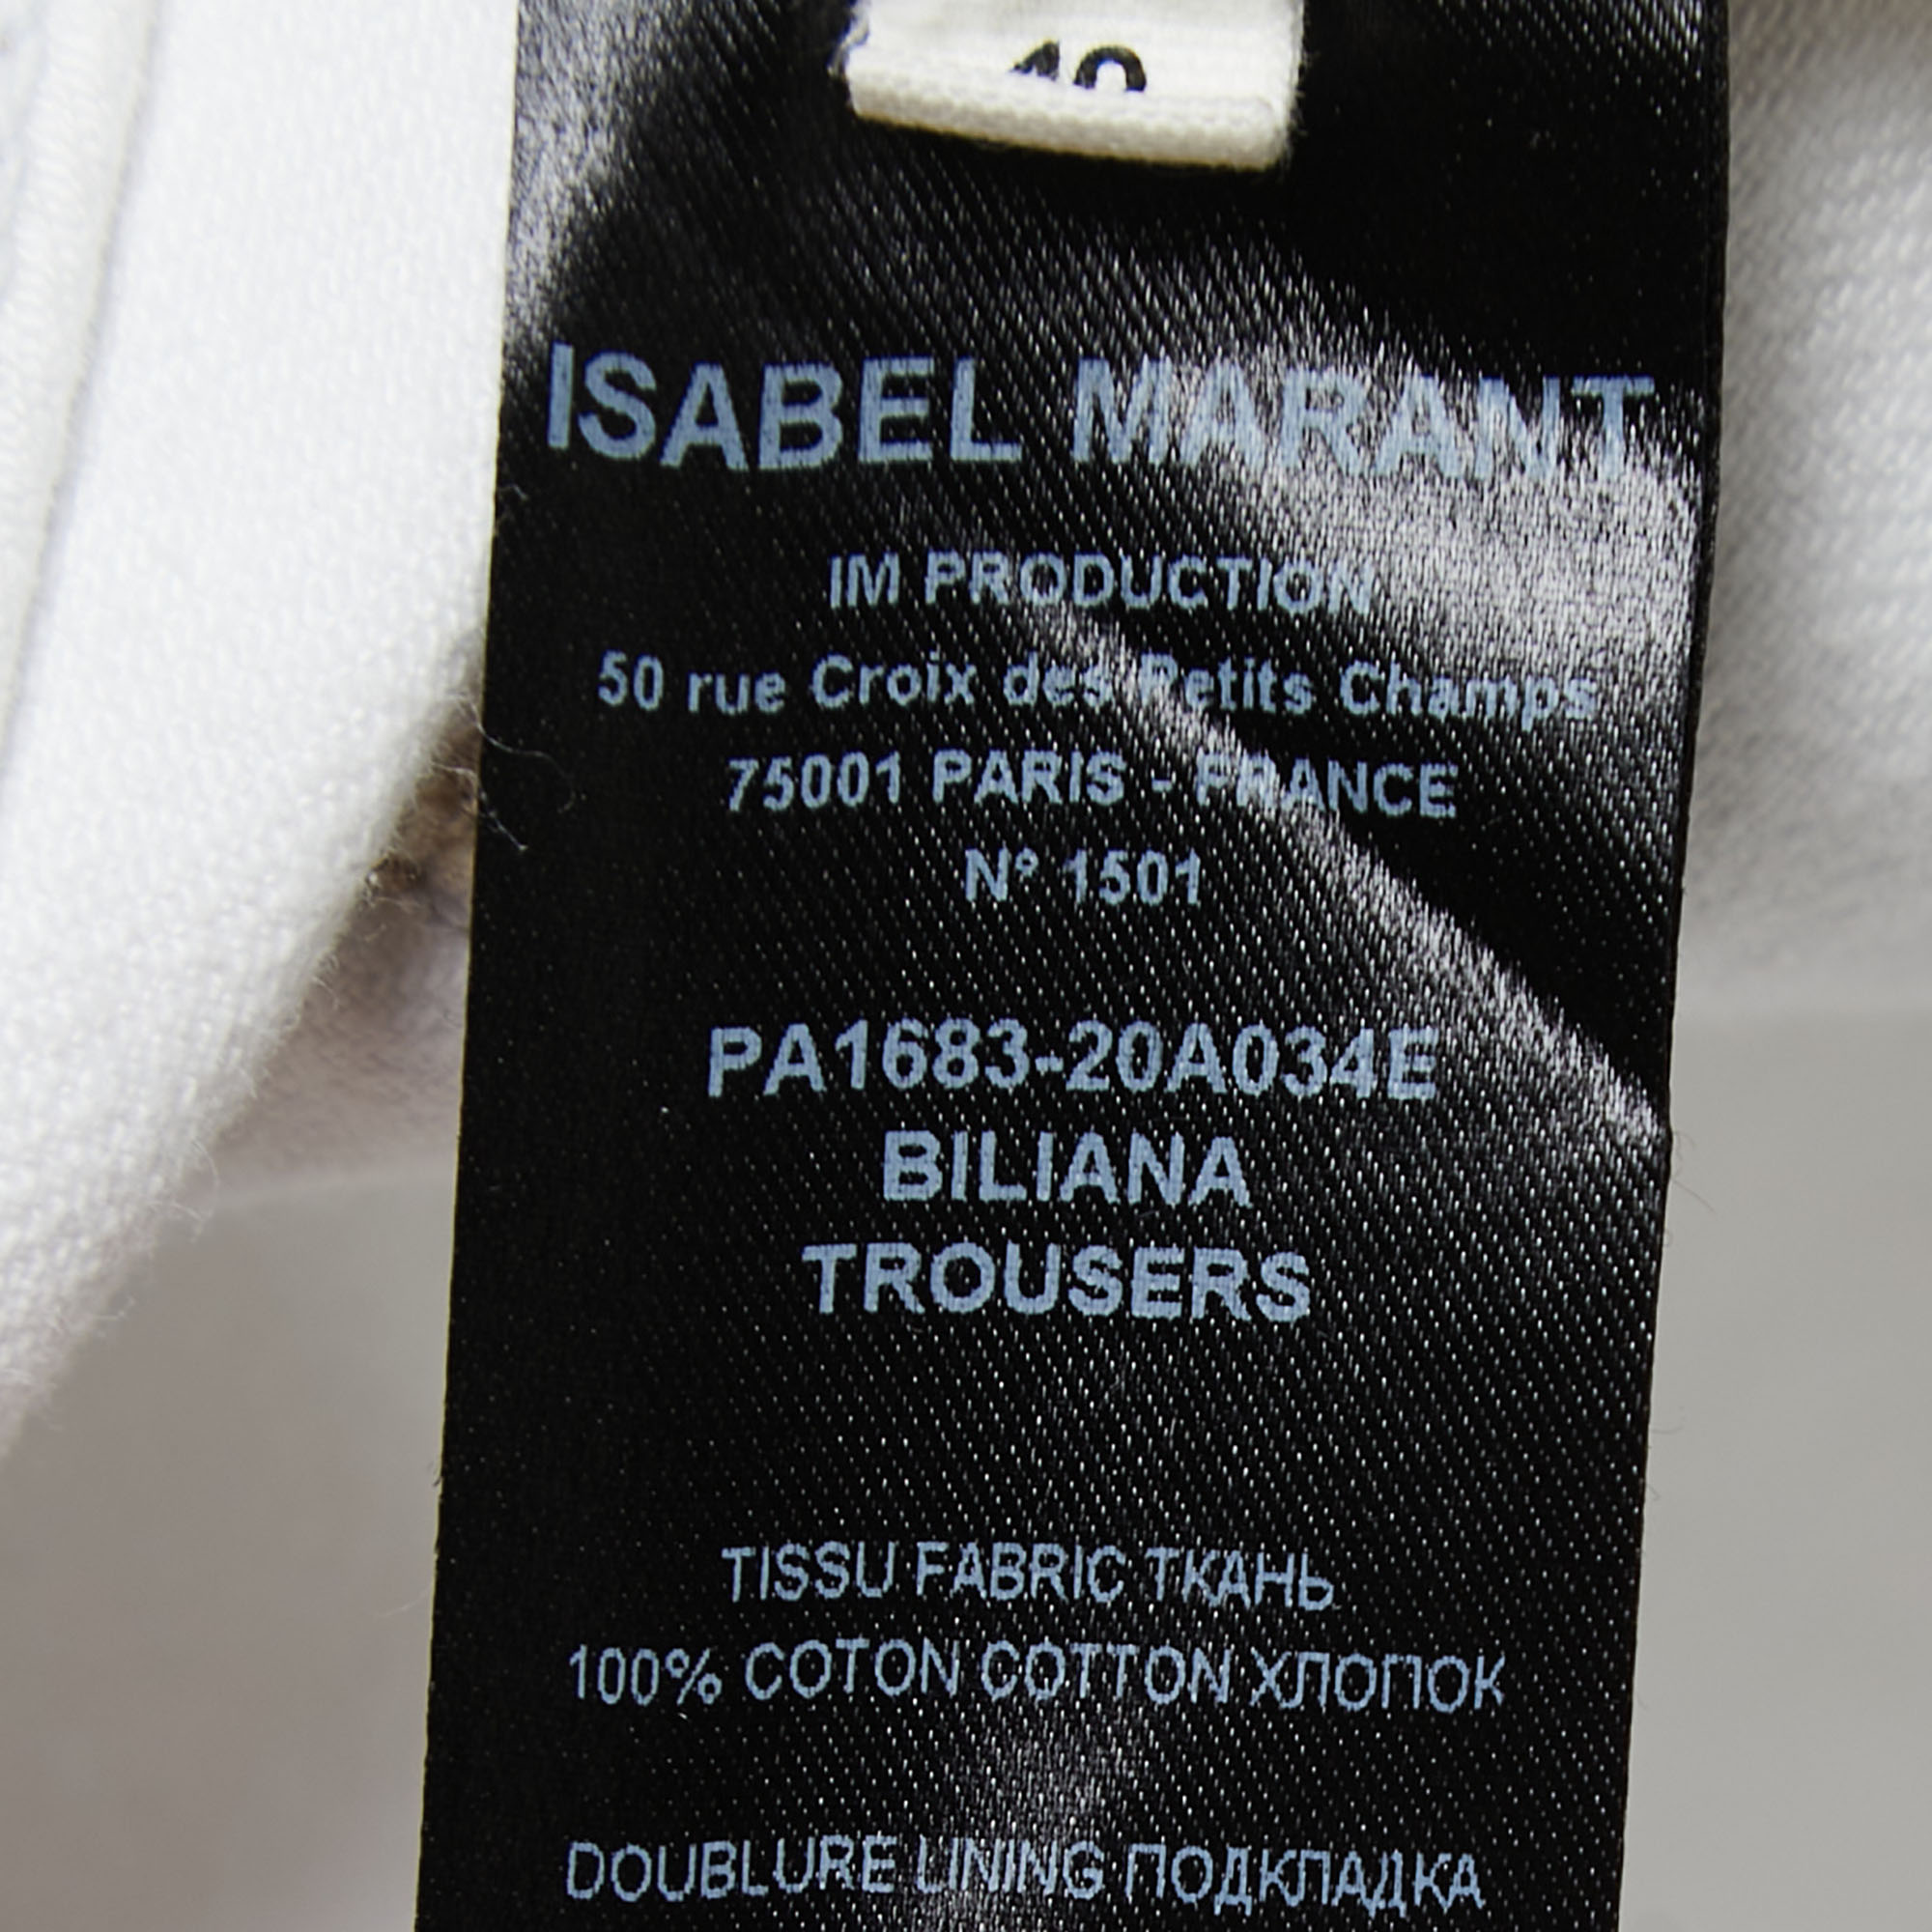 ISABEL MARANT
IM PRODUCTION
50 rue Croix des Petits Champs
75001 PARIS - FRANCE
N° 1501
PA1683-20A034E
BILIANA
TROUSERS
TISSU FABRIC ТКАНЬ
100% COTON COTTON ХЛОПОК
DOUBLURE LINING ПОДКЛАДКА